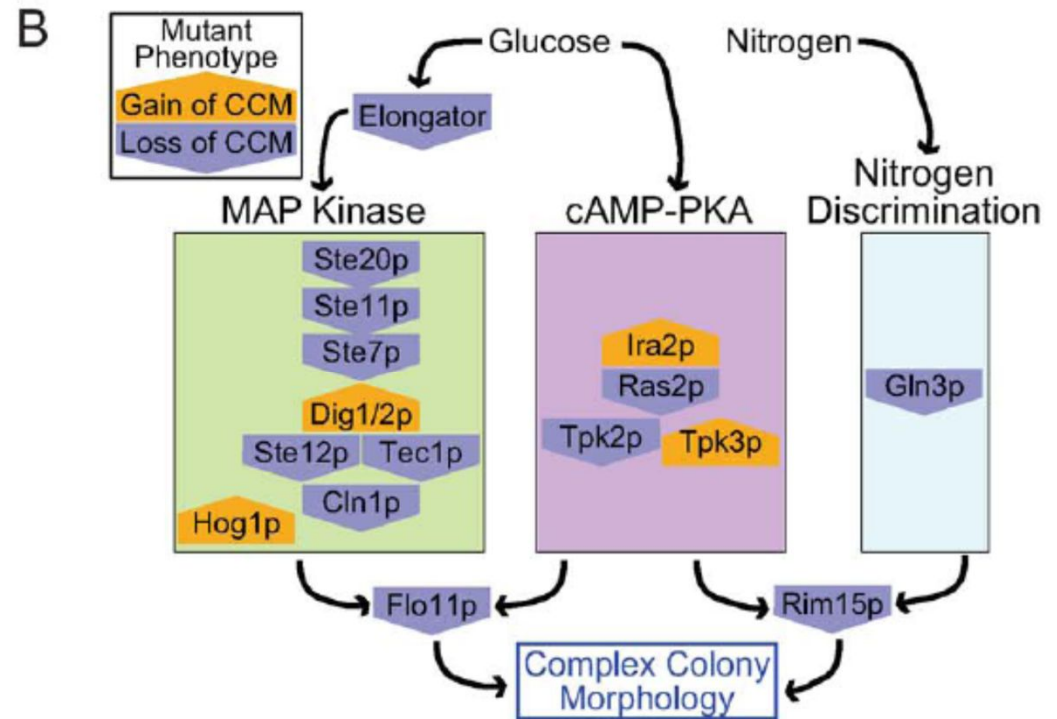 B
Mutant
Phenotype
Gain of CCM
Loss of CCM
Glucose
Nitrogen
Elongator
MAP Kinase
cAMP-PKA
Nitrogen
Discrimination
Ste20p
Ste11p
Ste7p
Dig1/2p
Ste12p
Tec1p
Cln1p
Hog1p
Ira2p
Ras2p
Tpk2p
Tpk3p
Gln3p
Flo11p
Rim15p
Complex Colony
Morphology